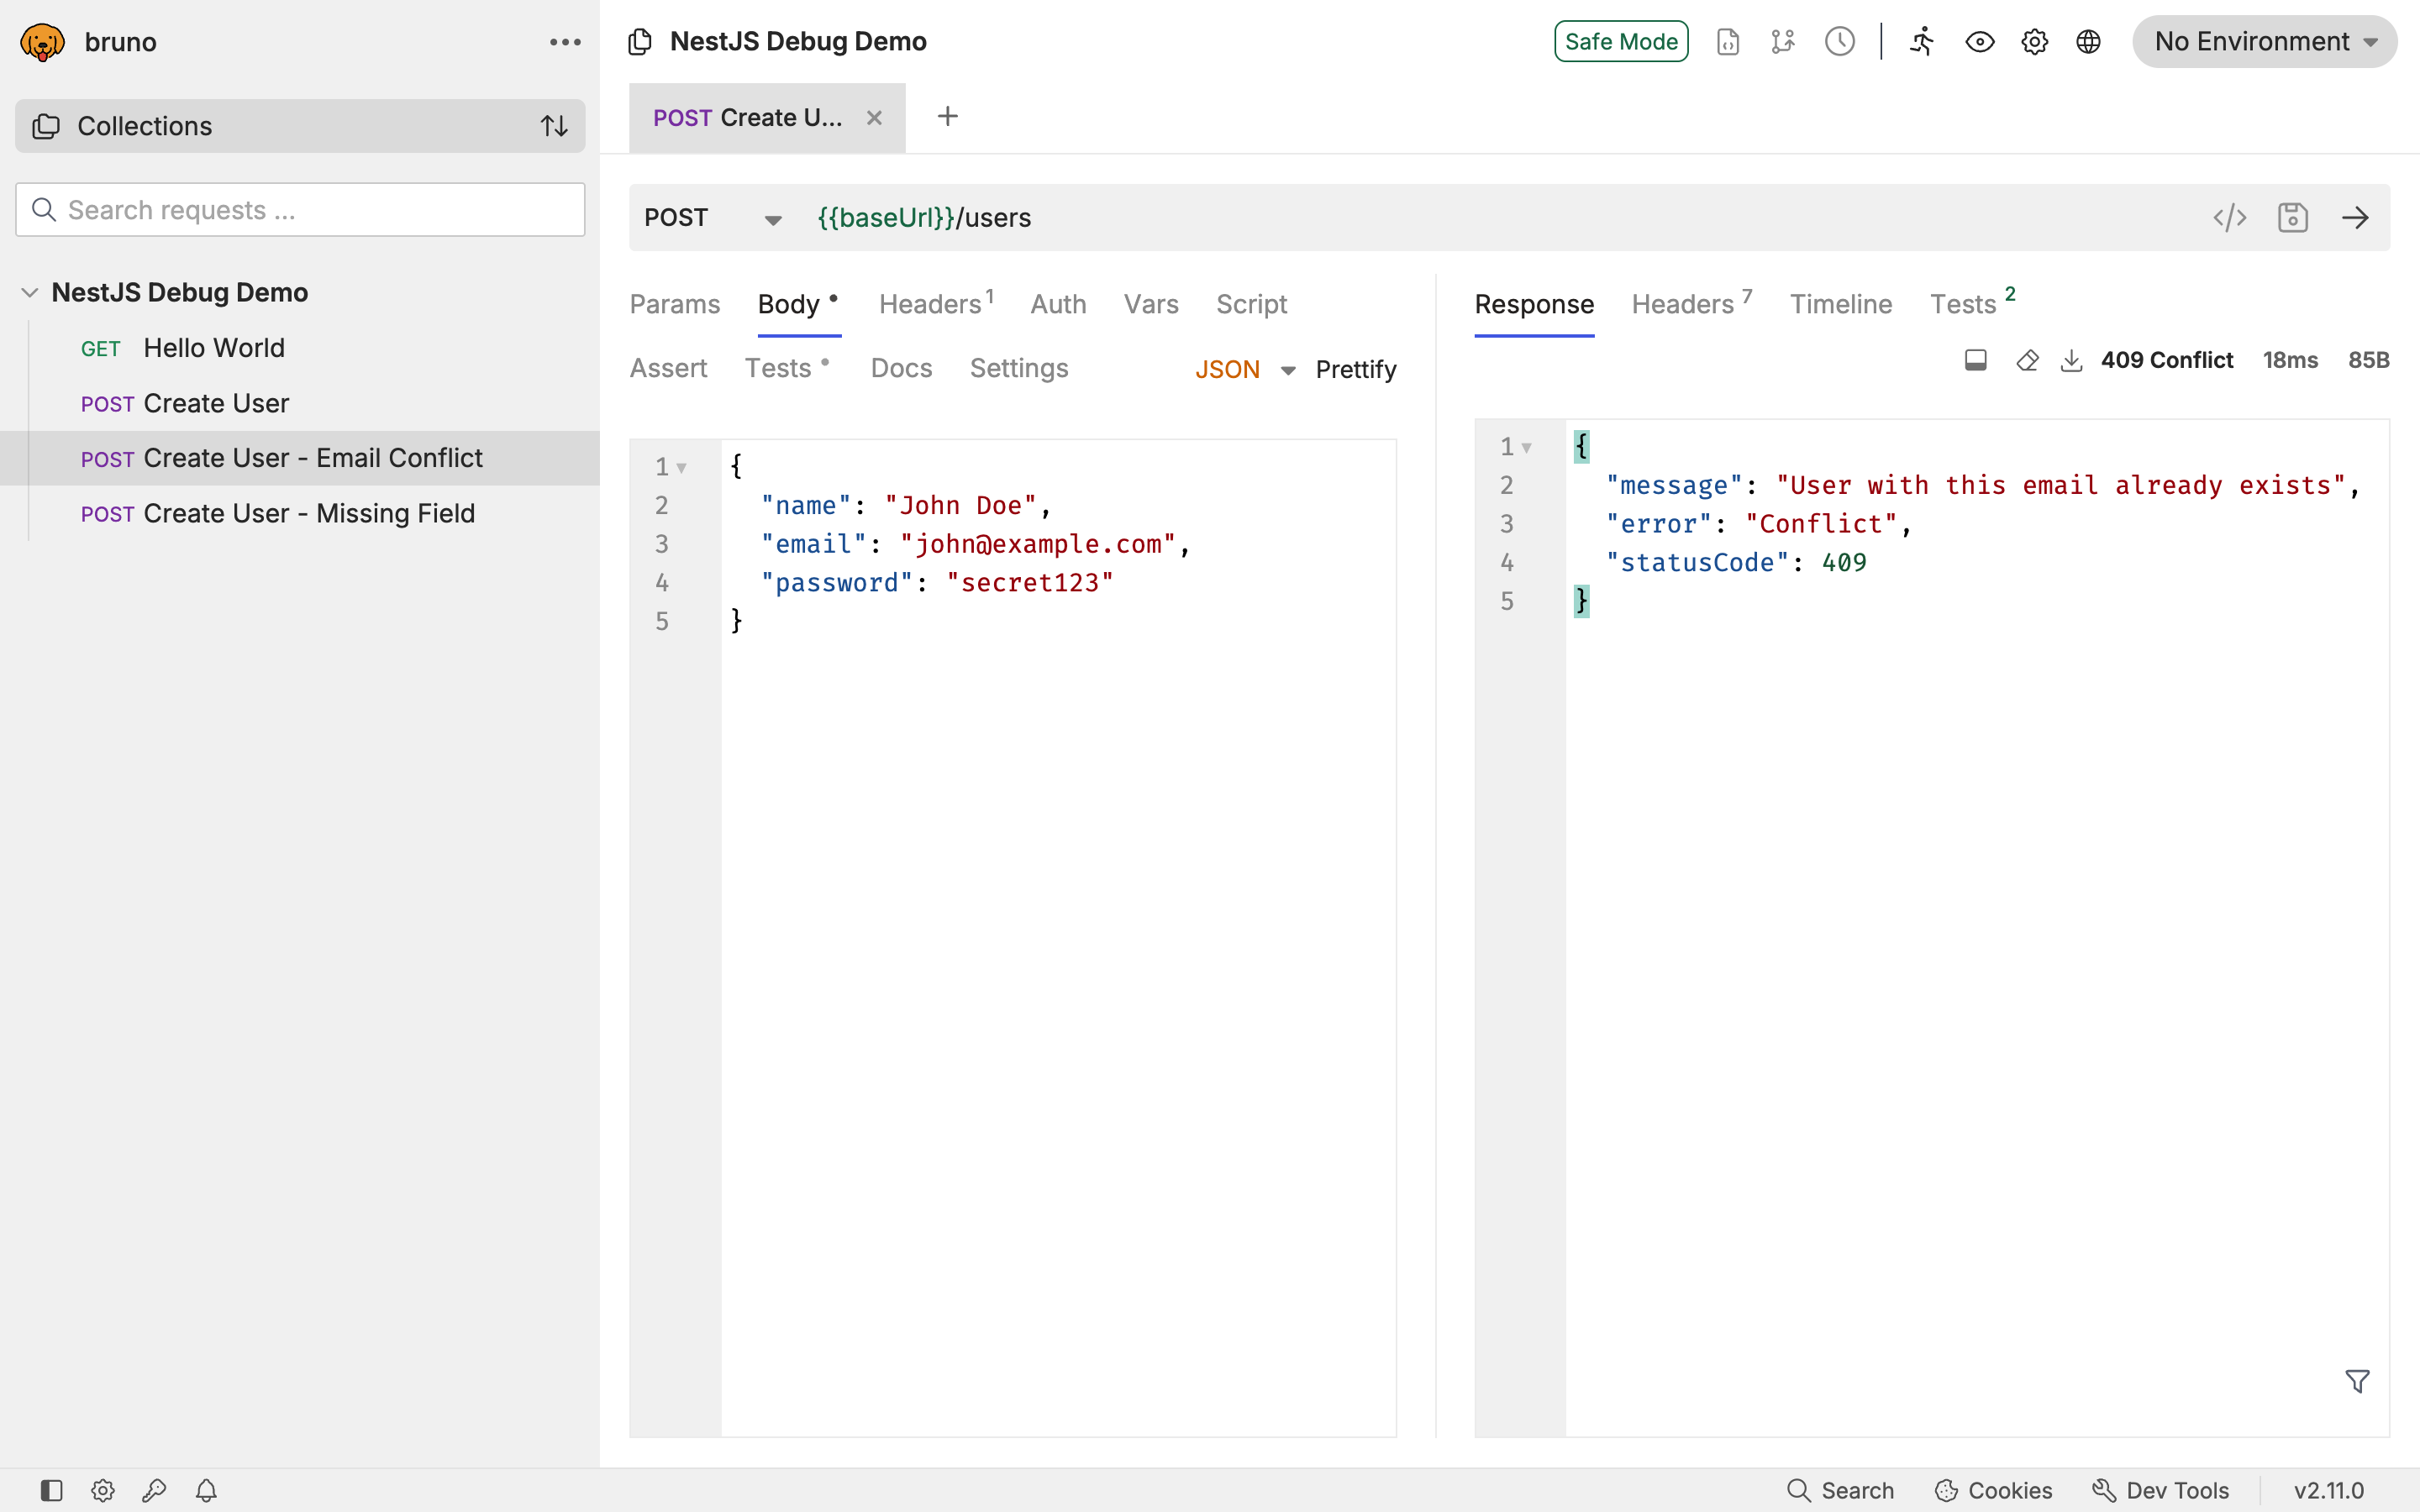 bruno
Collections
Search requests ...
NestJS Debug Demo
GET Hello World
POST Create User
POST Create User - Email Conflict
POST Create User - Missing Field
NestJS Debug Demo
Safe Mode
No Environment
POST Create U...
POST {{baseUrl}}/users
Params Body Headers 1 Auth Vars Script
Assert Tests Docs Settings JSON Prettify
1 {
2 "name": "John Doe",
3 "email": "john@example.com",
4 "password": "secret123"
5 }
Response Headers 7 Timeline Tests 2
409 Conflict 18ms 85B
1 {
2 "message": "User with this email already exists",
3 "error": "Conflict",
4 "statusCode": 409
5 }
Search Cookies Dev Tools v2.11.0